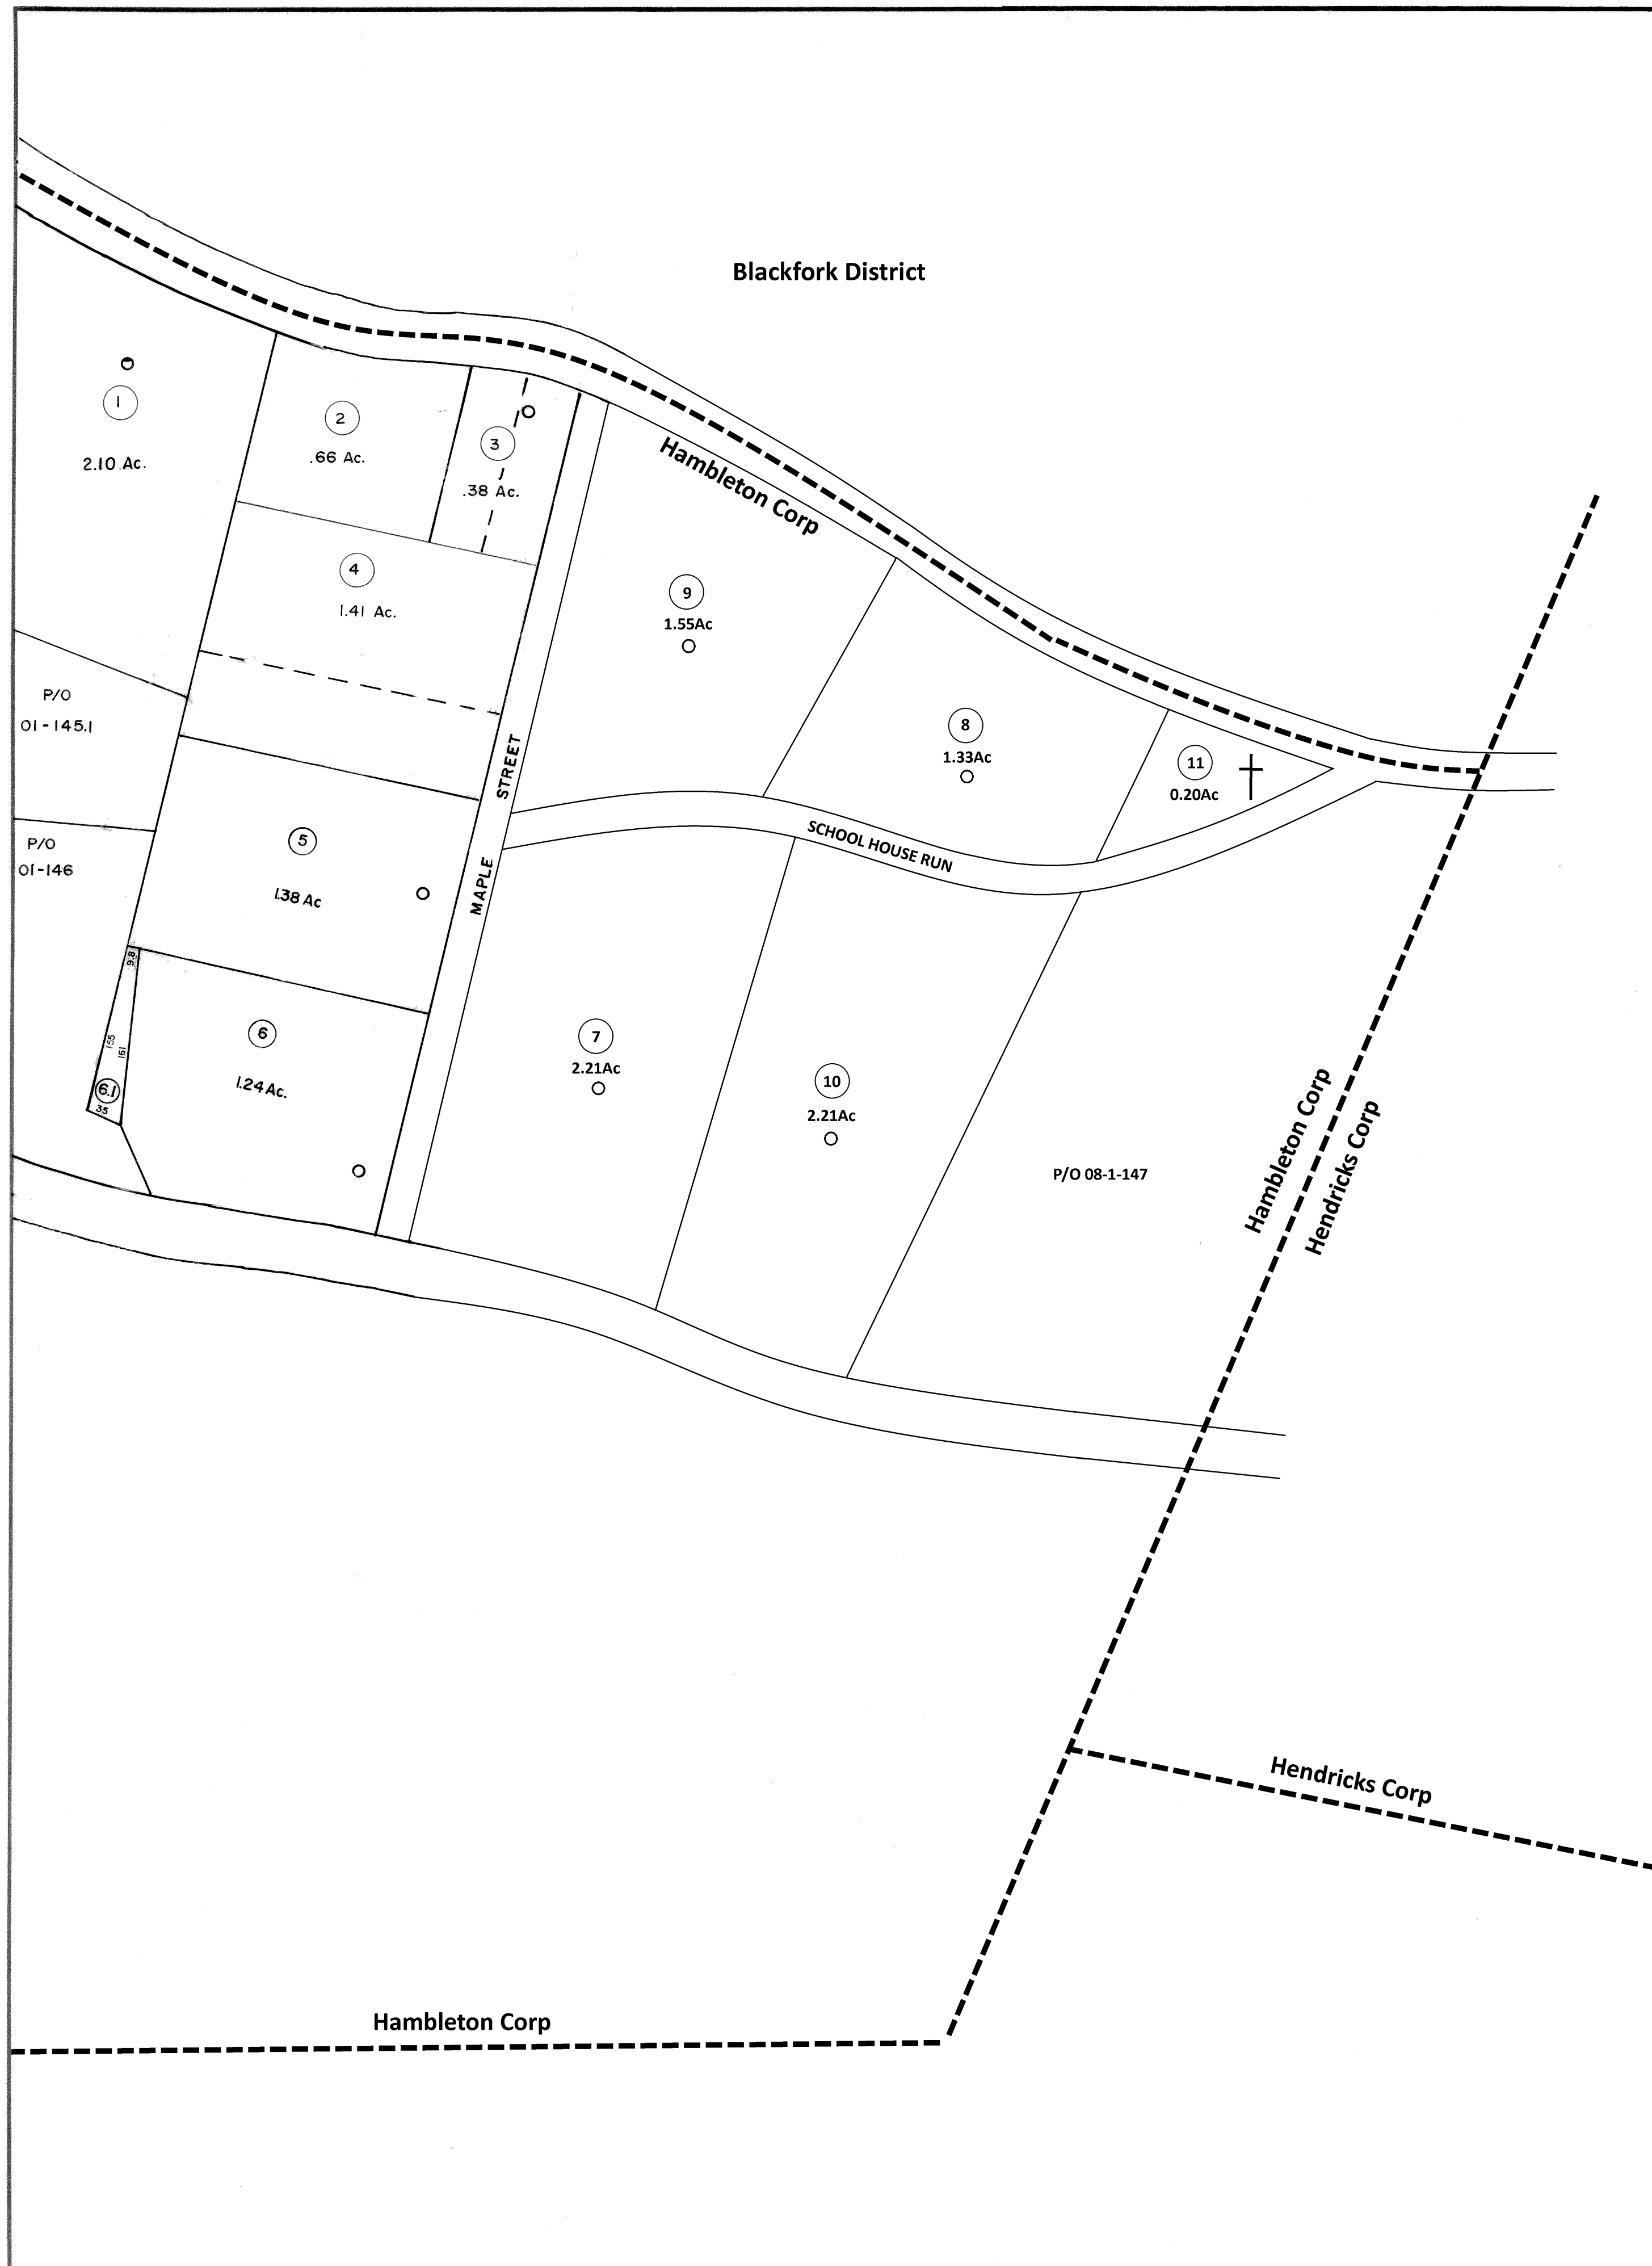 Blackfork District
1
2.10 Ac.
2
.66 Ac.
3
.38 Ac.
Hambleton Corp
4
1.41 Ac.
9
1.55Ac
P/O
01-145.1
8
1.33Ac
11
0.20Ac
MAPLE STREET
SCHOOL HOUSE RUN
P/O
01-146
5
1.38 Ac
9.8
155
161
6.1
35
6
1.24 Ac.
7
2.21Ac
10
2.21Ac
P/O 08-1-147
Hambleton Corp
Hendricks Corp
Hendricks Corp
Hambleton Corp